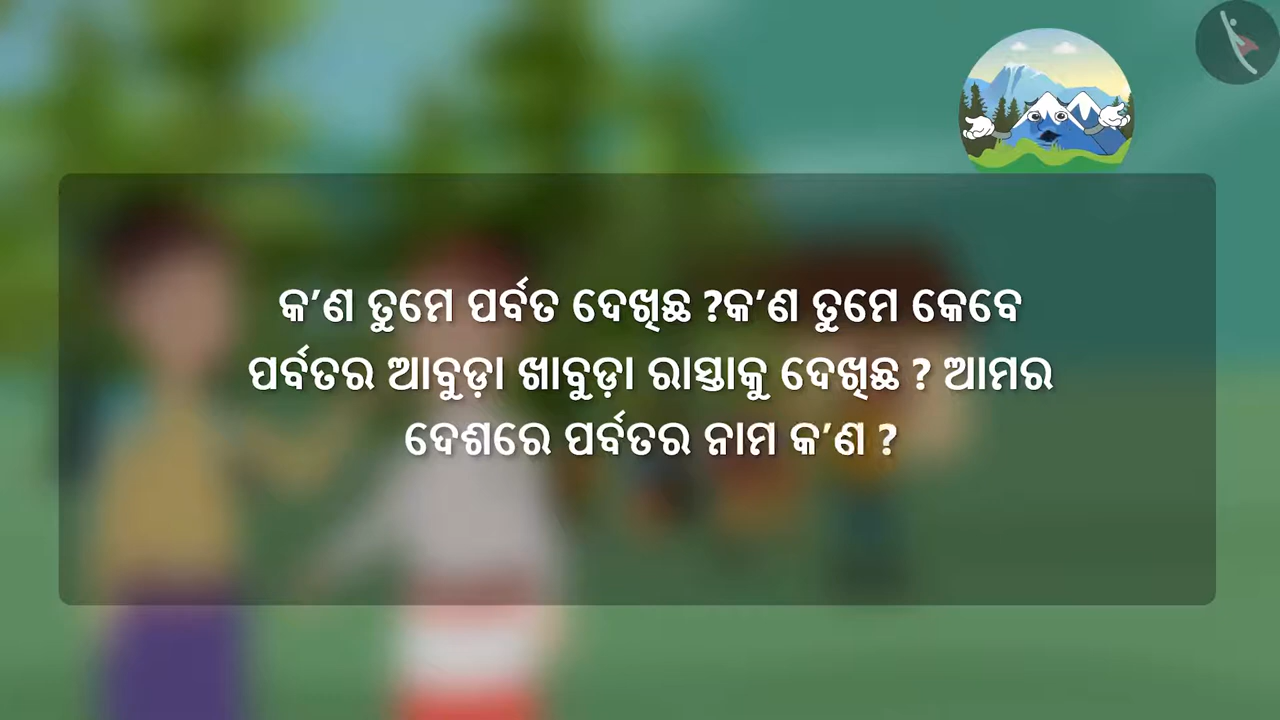 କ’ଣ ତୁମେ ପର୍ବତ ଦେଖିଛ ?କ’ଣ ତୁମେ କେବେ
ପର୍ବତର ଆବୁଡ଼ା ଖାବୁଡ଼ା ରାସ୍ତାକୁ ଦେଖିଛ ? ଆମର
ଦେଶରେ ପର୍ବତର ନାମ କ’ଣ ?